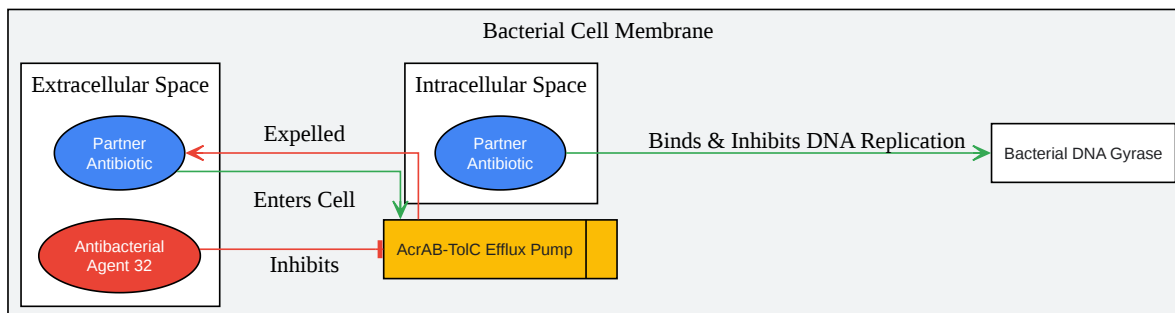 Bacterial Cell Membrane
Extracellular Space
Intracellular Space
Partner
Antibiotic
Expelled
Partner
Antibiotic
Binds & Inhibits DNA Replication
Bacterial DNA Gyrase
Enters Cell
Antibacterial
Agent 32
Inhibits
AcrAB-TolC Efflux Pump